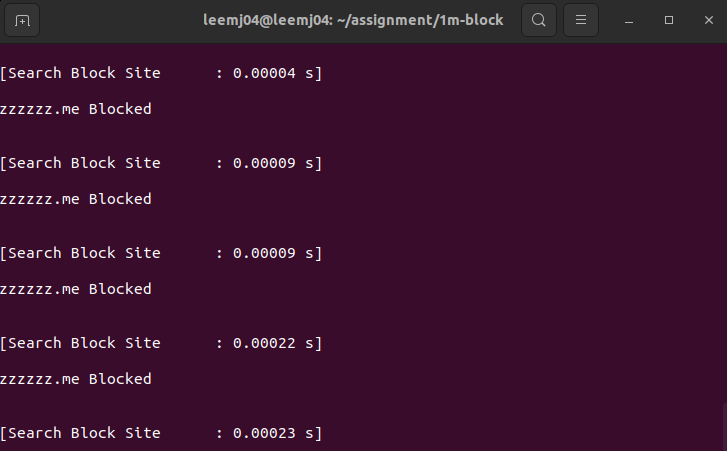 leemj04@leemj04: ~/assignment/1m-block
[Search Block Site : 0.00004 s]
zzzzzz.me Blocked
[Search Block Site : 0.00009 s]
zzzzzz.me Blocked
[Search Block Site : 0.00009 s]
zzzzzz.me Blocked
[Search Block Site : 0.00022 s]
zzzzzz.me Blocked
[Search Block Site : 0.00023 s]